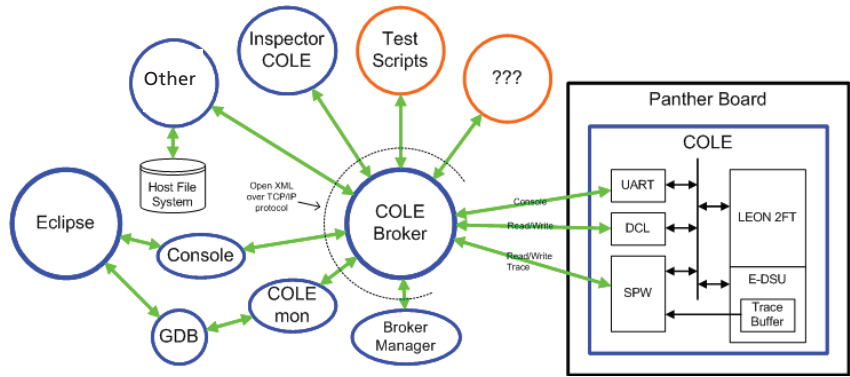 Inspector
COLE
Test
Scripts
???
Other
Host File
System
Open XML
over TCP/IP
protocol
Eclipse
Console
COLE
Broker
COLE
mon
GDB
Broker
Manager
Console
Read/Write
Read/Write
Trace
Panther Board
COLE
UART
DCL
SPW
LEON 2FT
E-DSU
Trace
Buffer